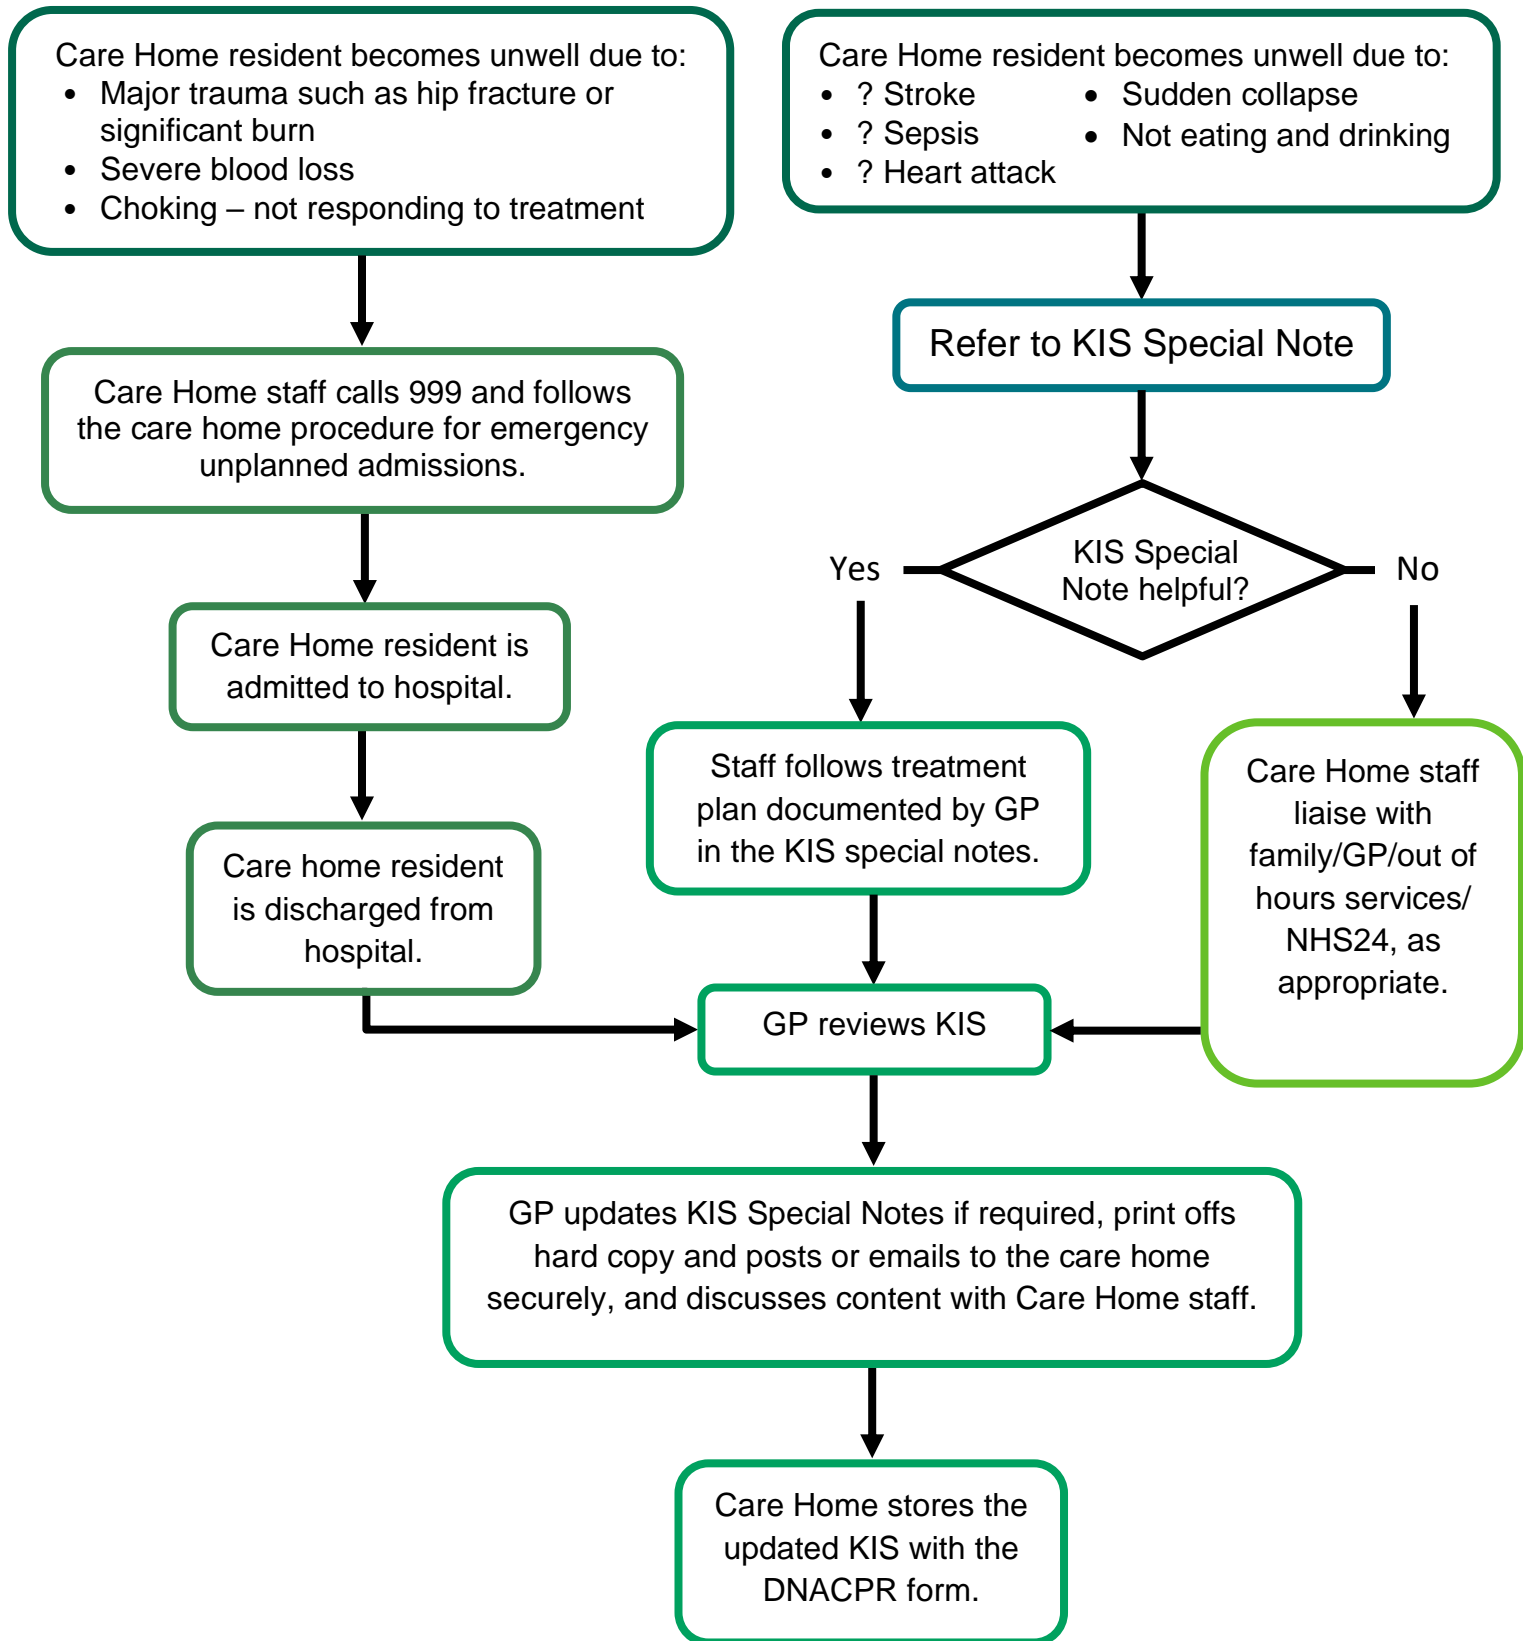 Care Home resident becomes unwell due to:
• Major trauma such as hip fracture or
significant burn
• Severe blood loss
• Choking – not responding to treatment
Care Home staff calls 999 and follows
the care home procedure for emergency
unplanned admissions.
Care Home resident is
admitted to hospital.
Care home resident
is discharged from
hospital.
Care Home resident becomes unwell due to:
• ? Stroke
• ? Sepsis
• ? Heart attack
• Sudden collapse
• Not eating and drinking
Refer to KIS Special Note
KIS Special
Note helpful?
Yes
No
Staff follows treatment
plan documented by GP
in the KIS special notes.
Care Home staff
liaise with
family/GP/out of
hours services/
NHS24, as
appropriate.
GP reviews KIS
GP updates KIS Special Notes if required, print offs
hard copy and posts or emails to the care home
securely, and discusses content with Care Home staff.
Care Home stores the
updated KIS with the
DNACPR form.